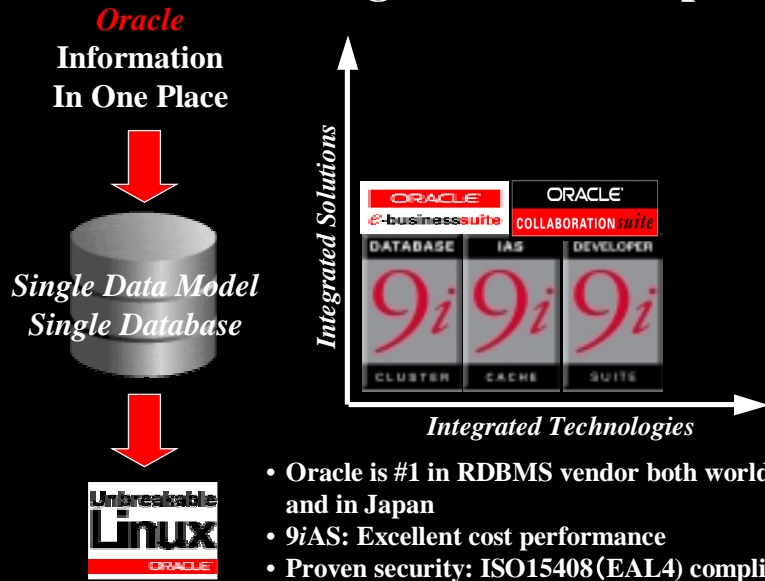 Oracle
Information
In One Place
Single Data Model
Single Database
Unbreakable
Linux
ORACLE
Integrated Solutions
ORACLE
e-businesssuite
ORACLE
COLLABORATIONsuite
DATABASE
IAS
DEVELOPER
9i
9i
9i
CLUSTER
CACHE
SUITE
Integrated Technologies
• Oracle is #1 in RDBMS vendor both world
and in Japan
• 9iAS: Excellent cost performance
• Proven security: ISO15408(EAL4) compli